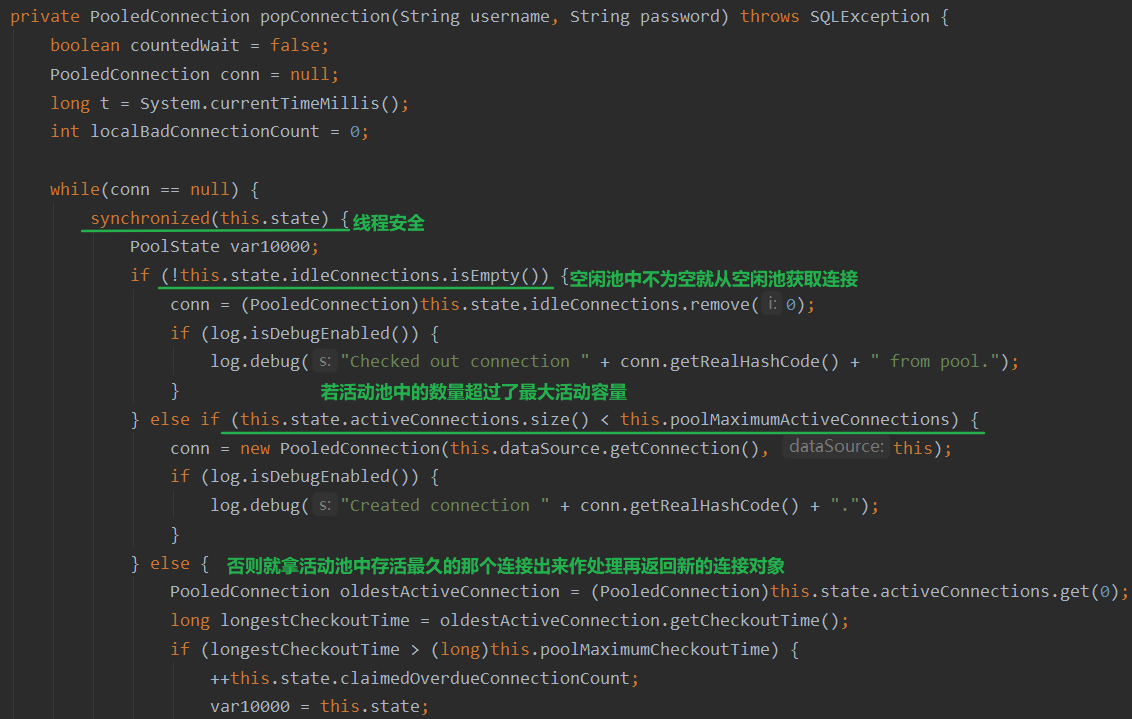 private PooledConnection popConnection(String username, String password) throws SQLException {
boolean countedWait = false;
PooledConnection conn = null;
long t = System.currentTimeMillis();
int localBadConnectionCount = 0;
while(conn == null) {
synchronized(this.state) { 线程安全
PoolState var10000;
if (!this.state.idleConnections.isEmpty()) { 空闲池中不为空就从空闲池获取连接
conn = (PooledConnection)this.state.idleConnections.remove( i: 0);
if (log.isDebugEnabled()) {
log.debug( s: "Checked out connection " + conn.getRealHashCode() + " from pool.");
} 若活动池中的数量超过了最大活动容量
} else if (this.state.activeConnections.size() < this.poolMaximumActiveConnections) {
conn = new PooledConnection(this.dataSource.getConnection(), dataSource: this);
if (log.isDebugEnabled()) {
log.debug( s: "Created connection " + conn.getRealHashCode() + ".");
}
} else { 否则就拿活动池中存活最久的那个连接出来作处理再返回新的连接对象
PooledConnection oldestActiveConnection = (PooledConnection)this.state.activeConnections.get(0);
long longestCheckoutTime = oldestActiveConnection.getCheckoutTime();
if (longestCheckoutTime > (long)this.poolMaximumCheckoutTime) {
++this.state.claimedOverdueConnectionCount;
var10000 = this.state;